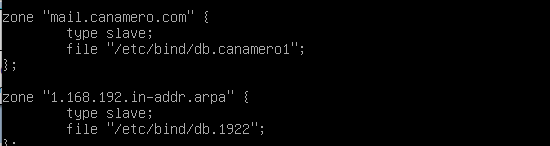 zone "mail.canamero.com" {
type slave;
file "/etc/bind/db.canamero1";
};
zone "1.168.192.in-addr.arpa" {
type slave;
file "/etc/bind/db.1922";
};